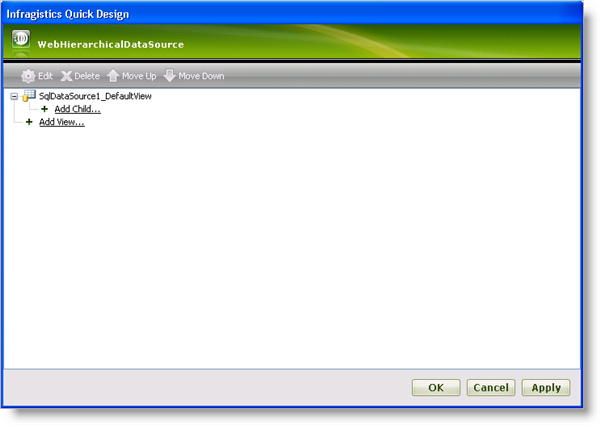 Infragistics Quick Design
WebHierarchicalDataSource
Edit Delete Move Up Move Down
SqlDataSource1_DefaultView
Add Child...
Add View...
OK Cancel Apply